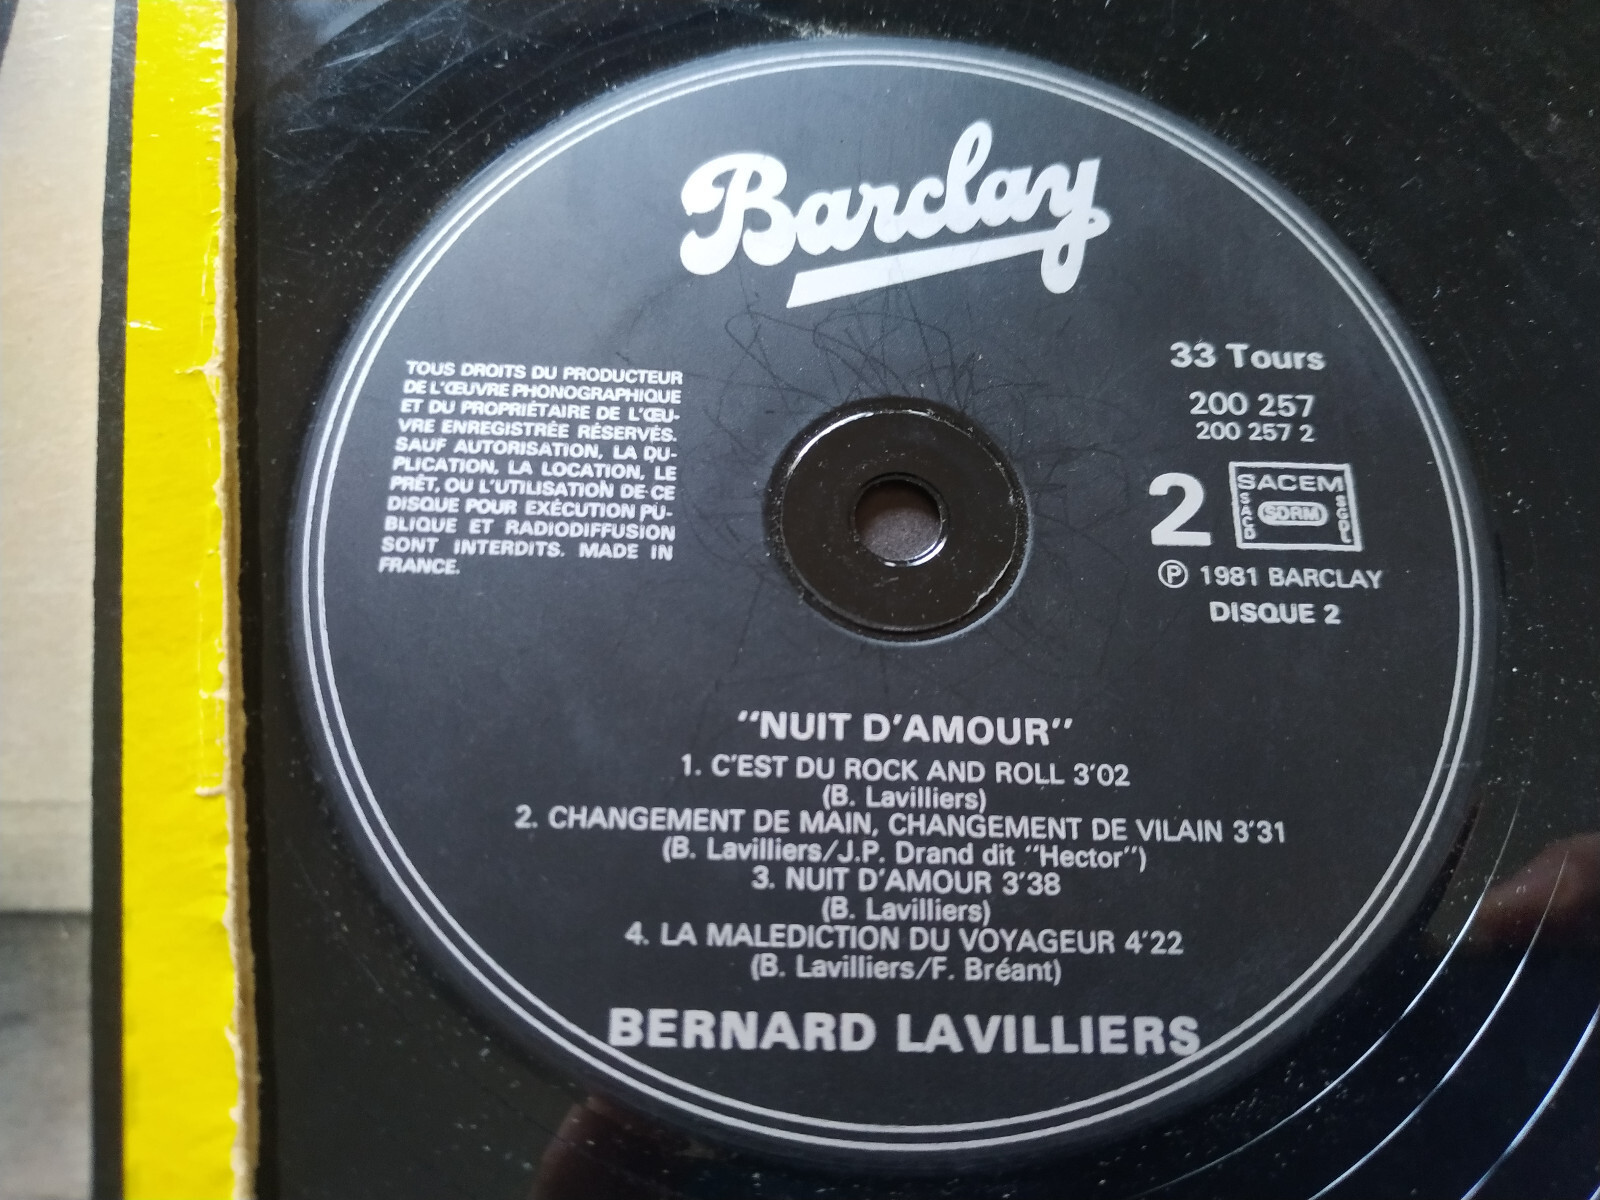 Barclay
TOUS DROITS DU PRODUCTEUR
DE L'ŒUVRE PHONOGRAPHIQUE
ET DU PROPRIÉTAIRE DE L'ŒU-
VRE ENREGISTRÉE RÉSERVÉS.
SAUF AUTORISATION, LA DU-
PLICATION, LA LOCATION, LE
PRÊT, OU L'UTILISATION DE CE
DISQUE POUR EXÉCUTION PU-
BLIQUE ET RADIODIFFUSION
SONT INTERDITS. MADE IN
FRANCE.
33 Tours
200 257
200 257 2
2
SACEM
SACD
SDRM
SGDL
Ⓟ 1981 BARCLAY
DISQUE 2
"NUIT D'AMOUR"
1. C'EST DU ROCK AND ROLL 3'02
(B. Lavilliers)
2. CHANGEMENT DE MAIN, CHANGEMENT DE VILAIN 3'31
(B. Lavilliers/J.P. Drand dit "Hector")
3. NUIT D'AMOUR 3'38
(B. Lavilliers)
4. LA MALEDICTION DU VOYAGEUR 4'22
(B. Lavilliers/F. Bréant)
BERNARD LAVILLIERS